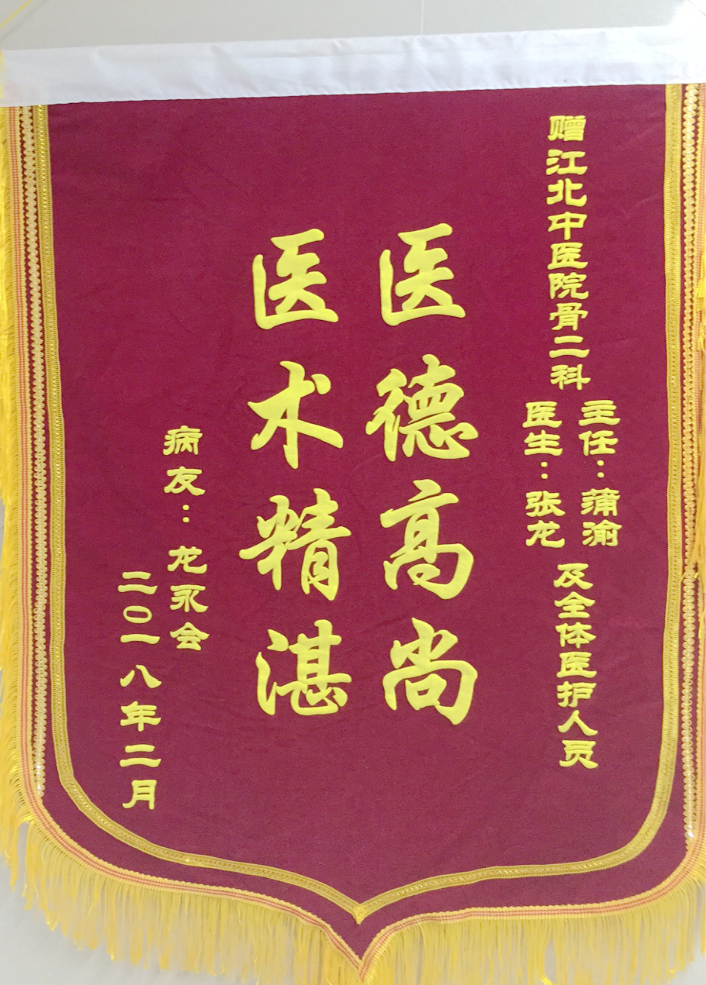 赠江北中医院骨二科
主任：蒲渝
医生：张龙
及全体医护人员
医德高尚
医术精湛
病友：龙永会
二〇一八年二月